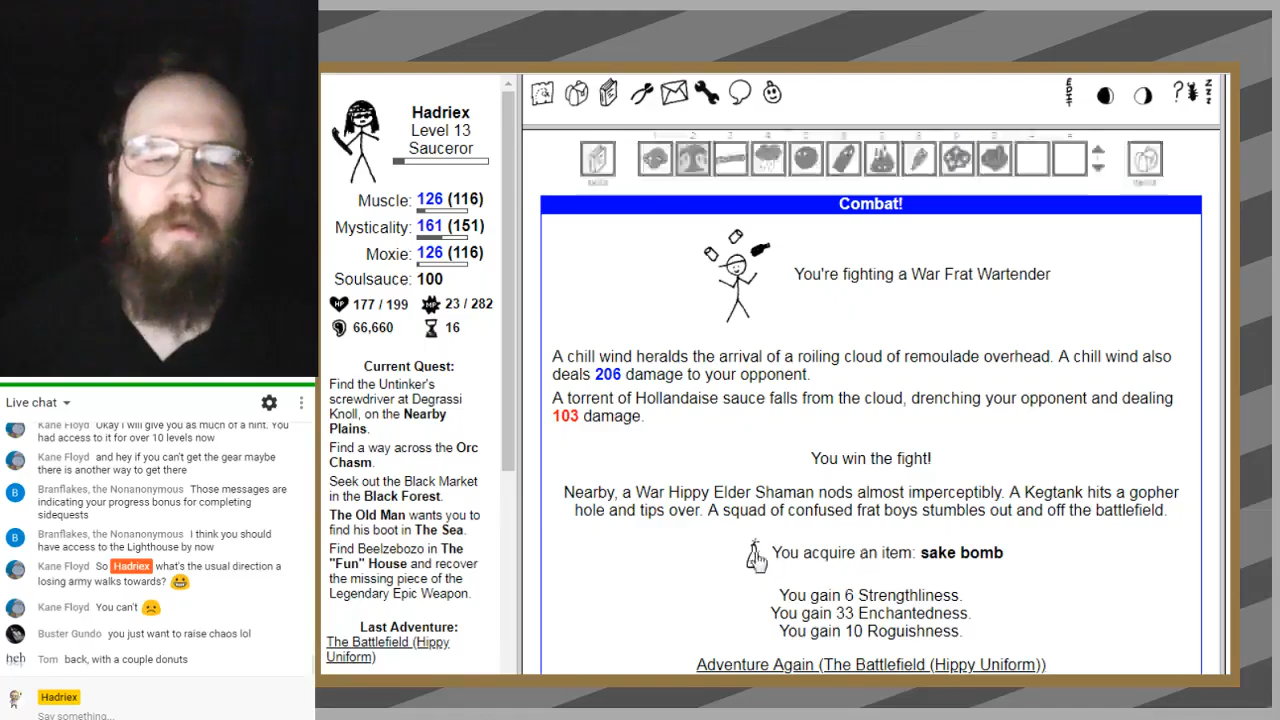 Hadriex
Level 13
Sauceror
Muscle: 126 (116)
Mysticality: 161 (151)
Moxie: 126 (116)
Soulsauce: 100
HP 177 / 199 MP 23 / 282
66,660 16
Current Quest:
Find the Untinker's
screwdriver at Degrassi
Knoll, on the Nearby
Plains.
Find a way across the Orc
Chasm.
Seek out the Black Market
in the Black Forest.
The Old Man wants you to
find his boot in The Sea.
Find Beelzebozo in The
"Fun" House and recover
the missing piece of the
Legendary Epic Weapon.
Last Adventure:
The Battlefield (Hippy
Uniform)
Combat!
You're fighting a War Frat Wartender
A chill wind heralds the arrival of a roiling cloud of remoulade overhead. A chill wind also
deals 206 damage to your opponent.
A torrent of Hollandaise sauce falls from the cloud, drenching your opponent and dealing
103 damage.
You win the fight!
Nearby, a War Hippy Elder Shaman nods almost imperceptibly. A Kegtank hits a gopher
hole and tips over. A squad of confused frat boys stumbles out and off the battlefield.
You acquire an item: sake bomb
You gain 6 Strengthliness.
You gain 33 Enchantedness.
You gain 10 Roguishness.
Adventure Again (The Battlefield (Hippy Uniform))
Live chat
Kane Floyd Okay I will give you as much of a hint. You
had access to it for over 10 levels now
Kane Floyd and hey if you can't get the gear maybe
there is another way to get there
Branflakes, the Nonanonymous Those messages are
indicating your progress bonus for completing
sidequests
Branflakes, the Nonanonymous I think you should
have access to the Lighthouse by now
Kane Floyd So Hadriex what's the usual direction a
losing army walks towards?
Kane Floyd You can't
Buster Gundo you just want to raise chaos lol
heh Tom back, with a couple donuts
Hadriex
Say something...